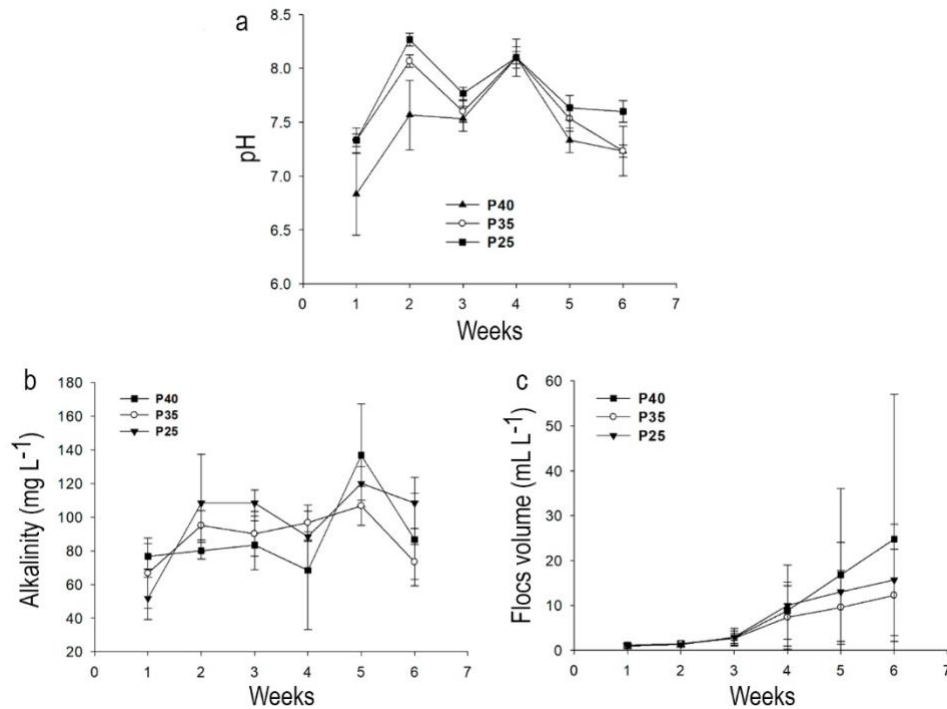 a
8.5
8.0
7.5
7.0
6.5
6.0
pH
P40
P35
P25
0 1 2 3 4 5 6 7
Weeks
b
180
160
140
120
100
80
60
40
20
Alkalinity (mg L-1)
P40
P35
P25
0 1 2 3 4 5 6 7
Weeks
c
60
50
40
30
20
10
0
Flocs volume (mL L-1)
P40
P35
P25
0 1 2 3 4 5 6 7
Weeks